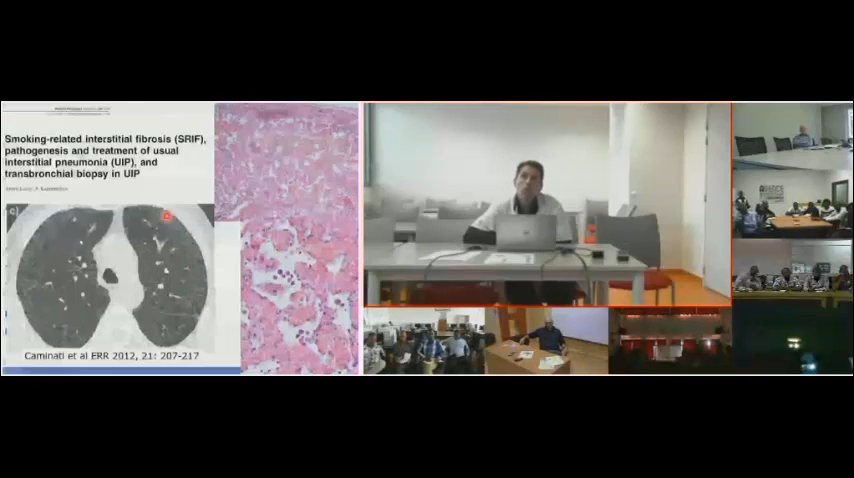 Smoking-related interstitial fibrosis (SRIF),
pathogenesis and treatment of usual
interstitial pneumonia (UIP), and
transbronchial biopsy in UIP
c)
Caminati et al ERR 2012, 21: 207-217